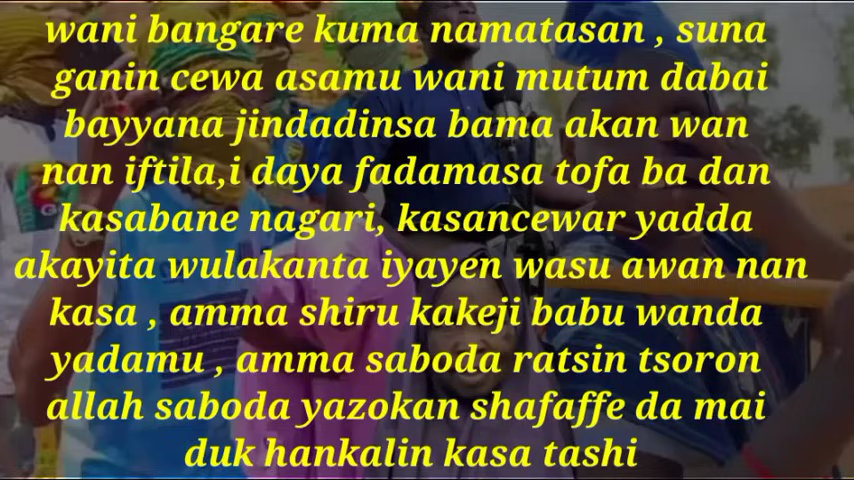 wani bangare kuma namatasan , suna
ganin cewa asamu wani mutum dabai
bayyana jindadinsa bama akan wan
nan iftila,i daya fadamasa tofa ba dan
kasabane nagari, kasancewar yadda
akayita wulakanta iyayen wasu awan nan
kasa , amma shiru kakeji babu wanda
yadamu , amma saboda ratsin tsoron
allah saboda yazokan shafaffe da mai
duk hankalin kasa tashi